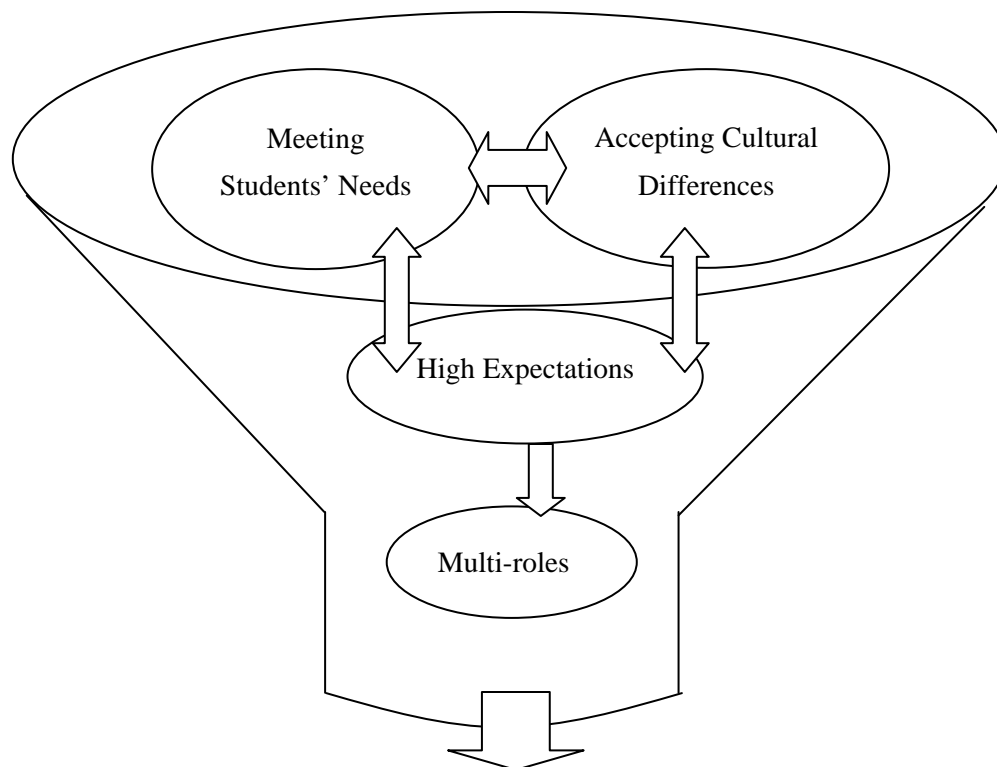 Meeting
Students’ Needs
Accepting Cultural
Differences
High Expectations
Multi-roles